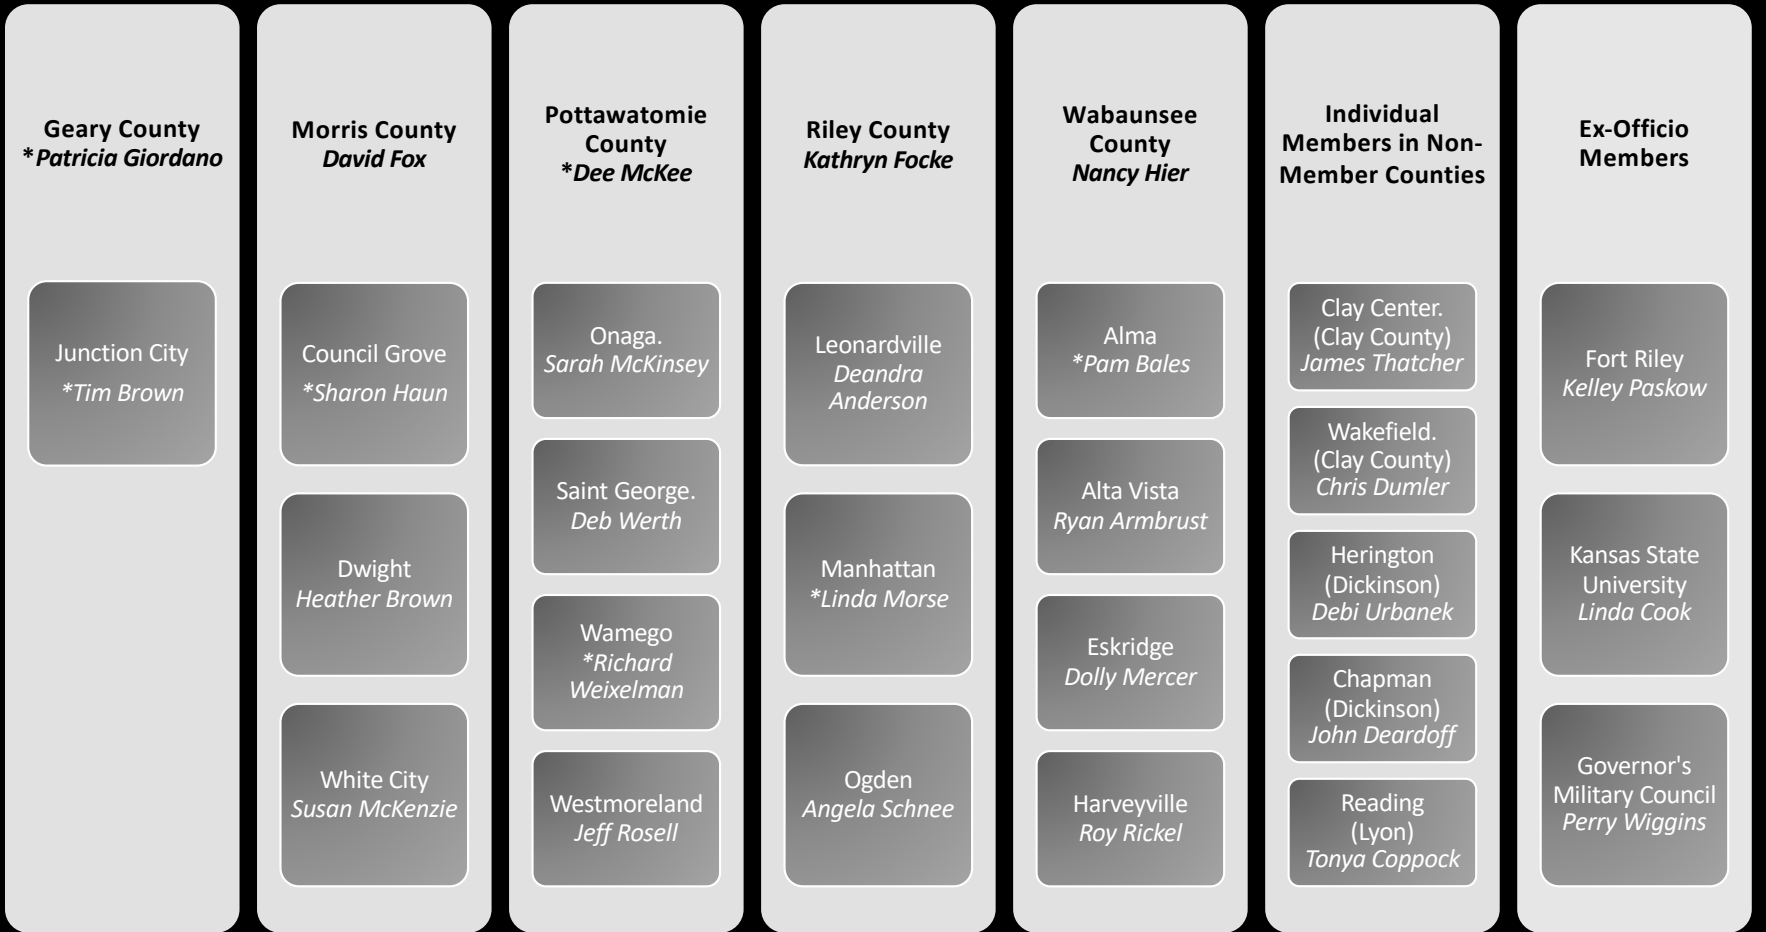 Geary County
*Patricia Giordano
Junction City
*Tim Brown
Morris County
David Fox
Council Grove
*Sharon Haun
Dwight
Heather Brown
White City
Susan McKenzie
Pottawatomie
County
*Dee McKee
Onaga.
Sarah McKinsey
Saint George.
Deb Werth
Wamego
*Richard
Weixelman
Westmoreland
Jeff Rosell
Riley County
Kathryn Focke
Leonardville
Deandra
Anderson
Manhattan
*Linda Morse
Ogden
Angela Schnee
Wabaunsee
County
Nancy Hier
Alma
*Pam Bales
Alta Vista
Ryan Armbrust
Eskridge
Dolly Mercer
Harveyville
Roy Rickel
Individual
Members in Non-
Member Counties
Clay Center.
(Clay County)
James Thatcher
Wakefield.
(Clay County)
Chris Dumler
Herington
(Dickinson)
Debi Urbanek
Chapman
(Dickinson)
John Deardoff
Reading
(Lyon)
Tonya Coppock
Ex-Officio
Members
Fort Riley
Kelley Paskow
Kansas State
University
Linda Cook
Governor's
Military Council
Perry Wiggins